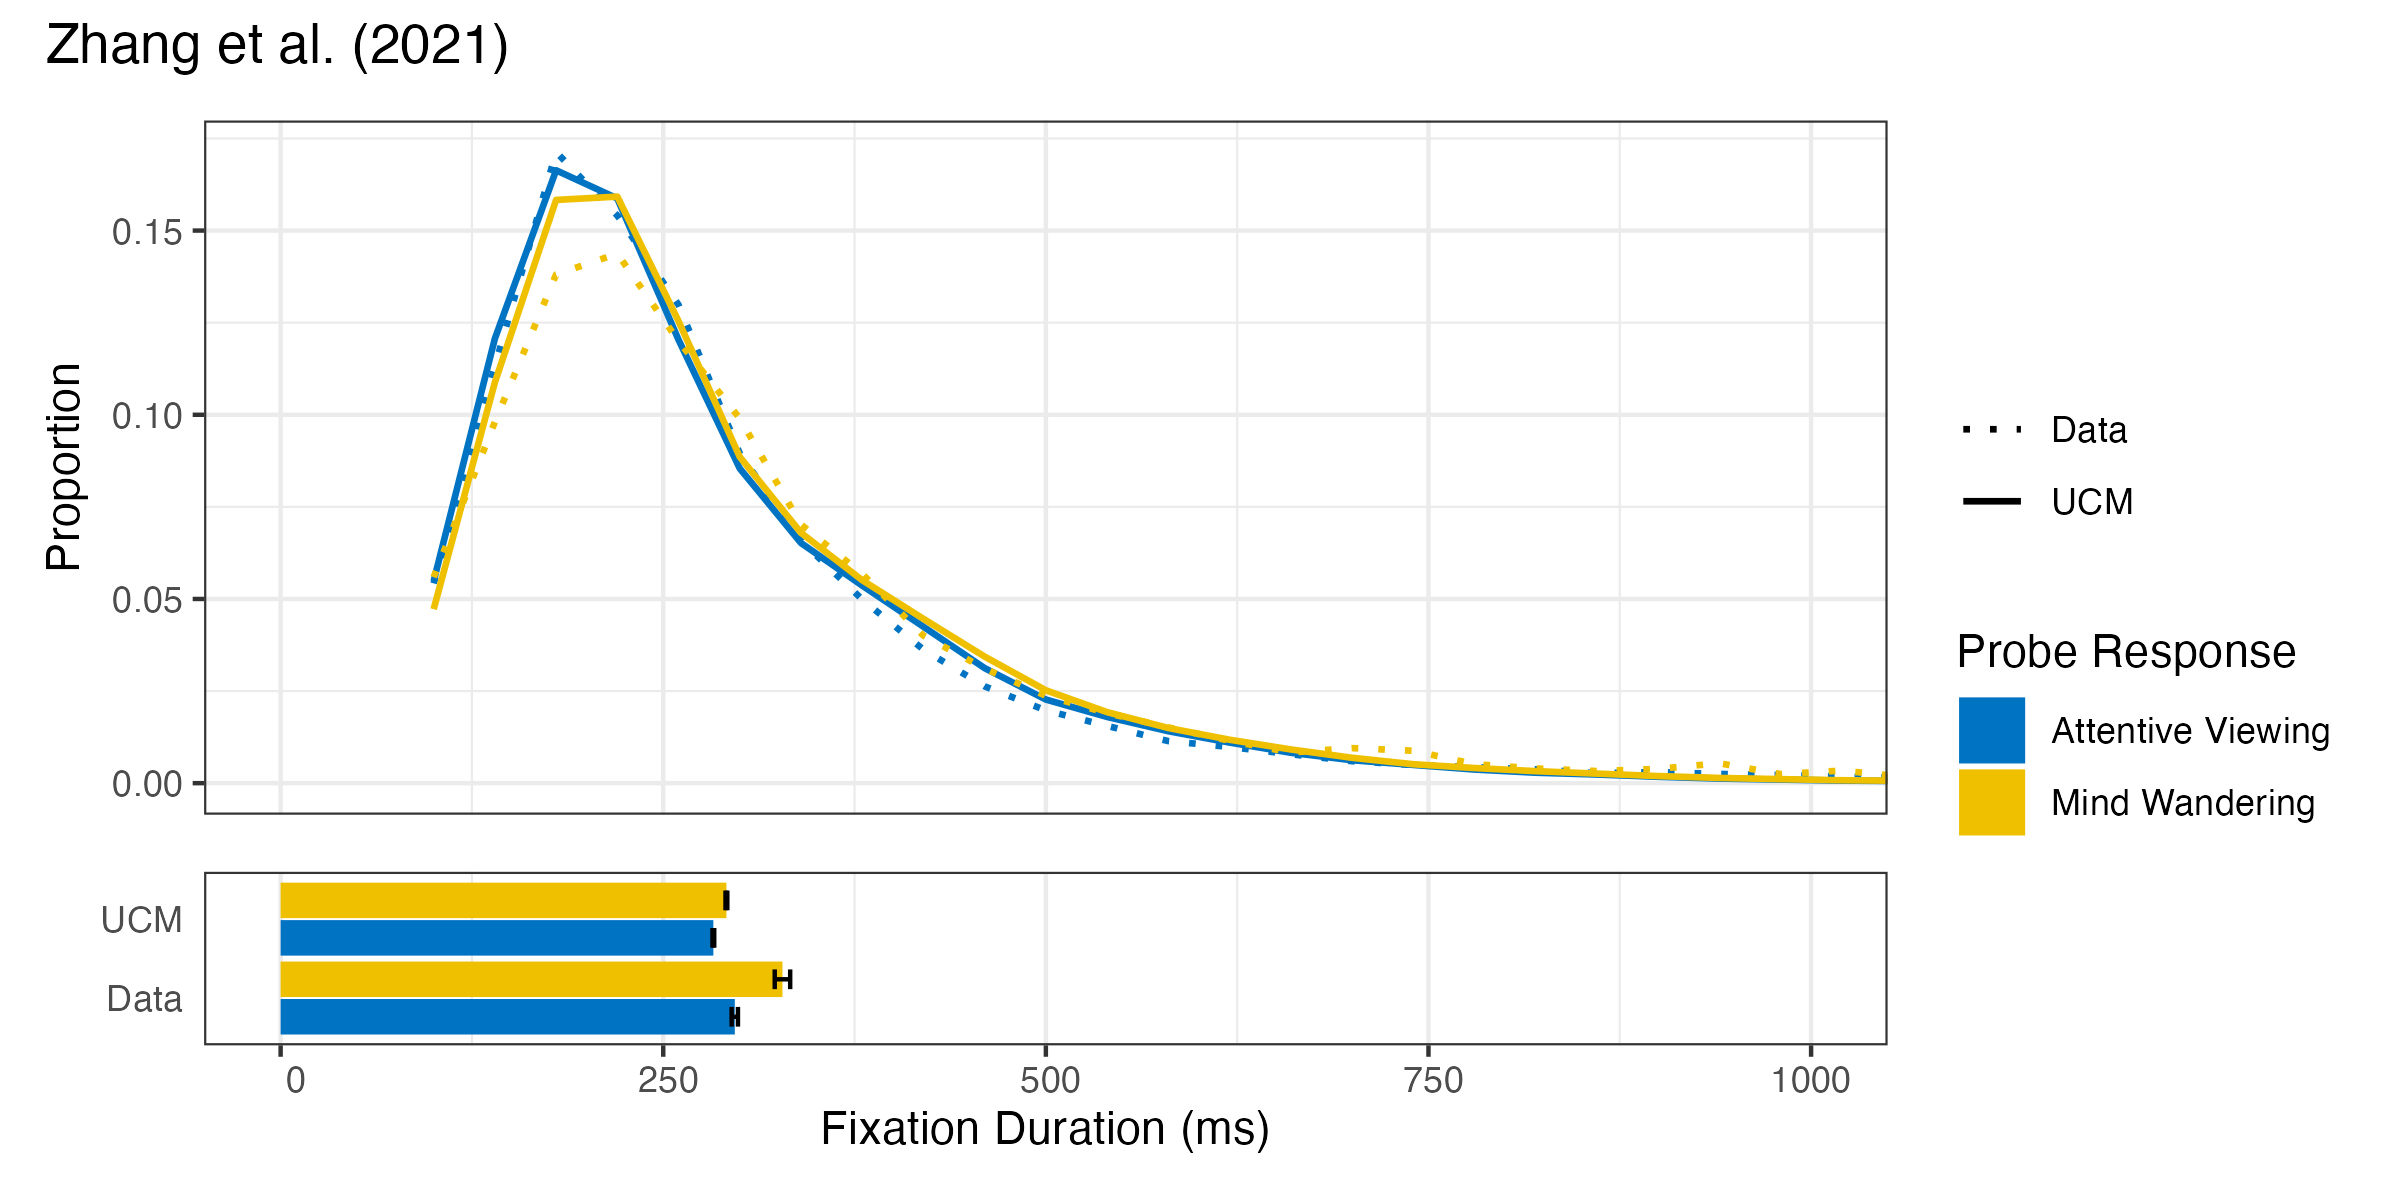 Zhang et al. (2021)
Proportion
0.15
0.10
0.05
0.00
UCM
Data
0
250
500
750
1000
Fixation Duration (ms)
Data
UCM
Probe Response
Attentive Viewing
Mind Wandering